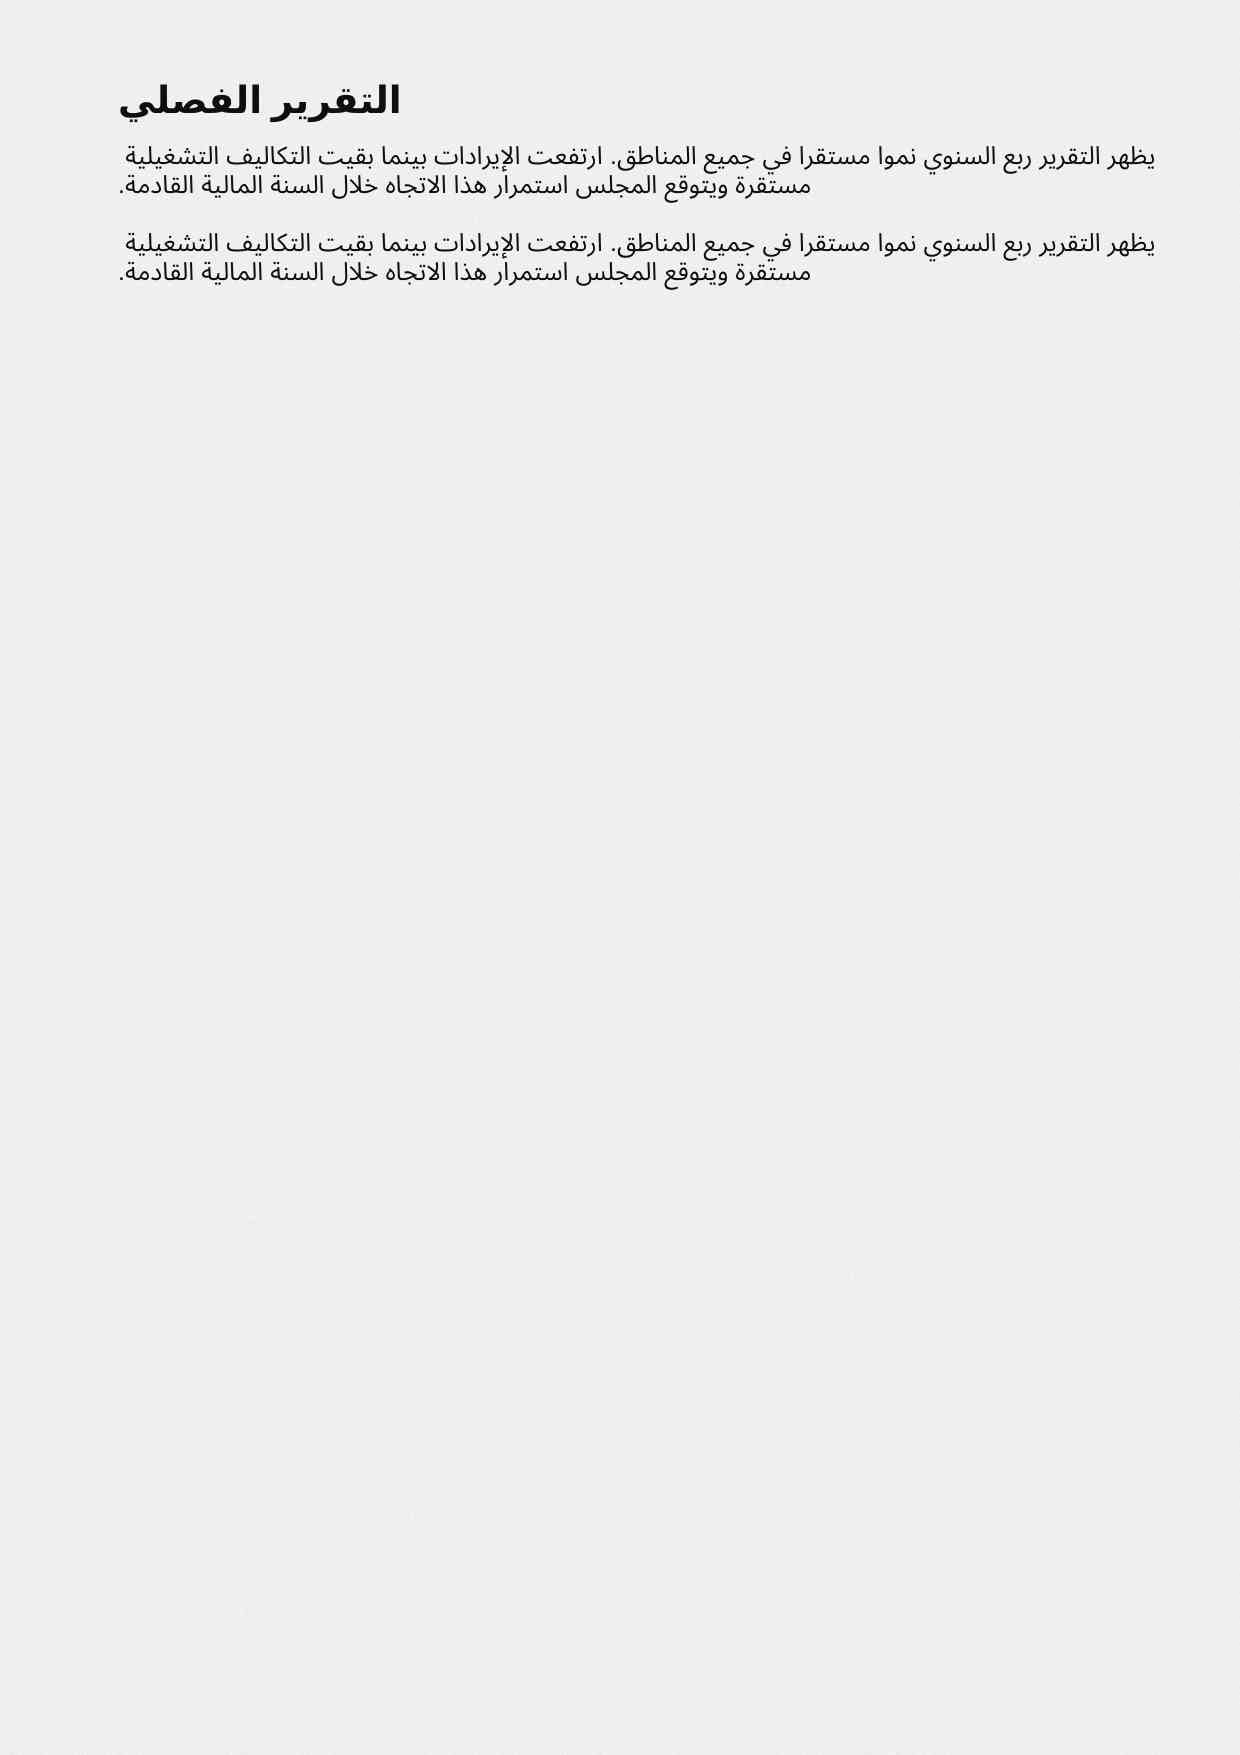 التقرير الفصلي
يظهر التقرير ربع السنوي نموا مستقرا في جميع المناطق. ارتفعت الإيرادات بينما بقيت التكاليف التشغيلية
مستقرة ويتوقع المجلس استمرار هذا الاتجاه خلال السنة المالية القادمة.
يظهر التقرير ربع السنوي نموا مستقرا في جميع المناطق. ارتفعت الإيرادات بينما بقيت التكاليف التشغيلية
مستقرة ويتوقع المجلس استمرار هذا الاتجاه خلال السنة المالية القادمة.